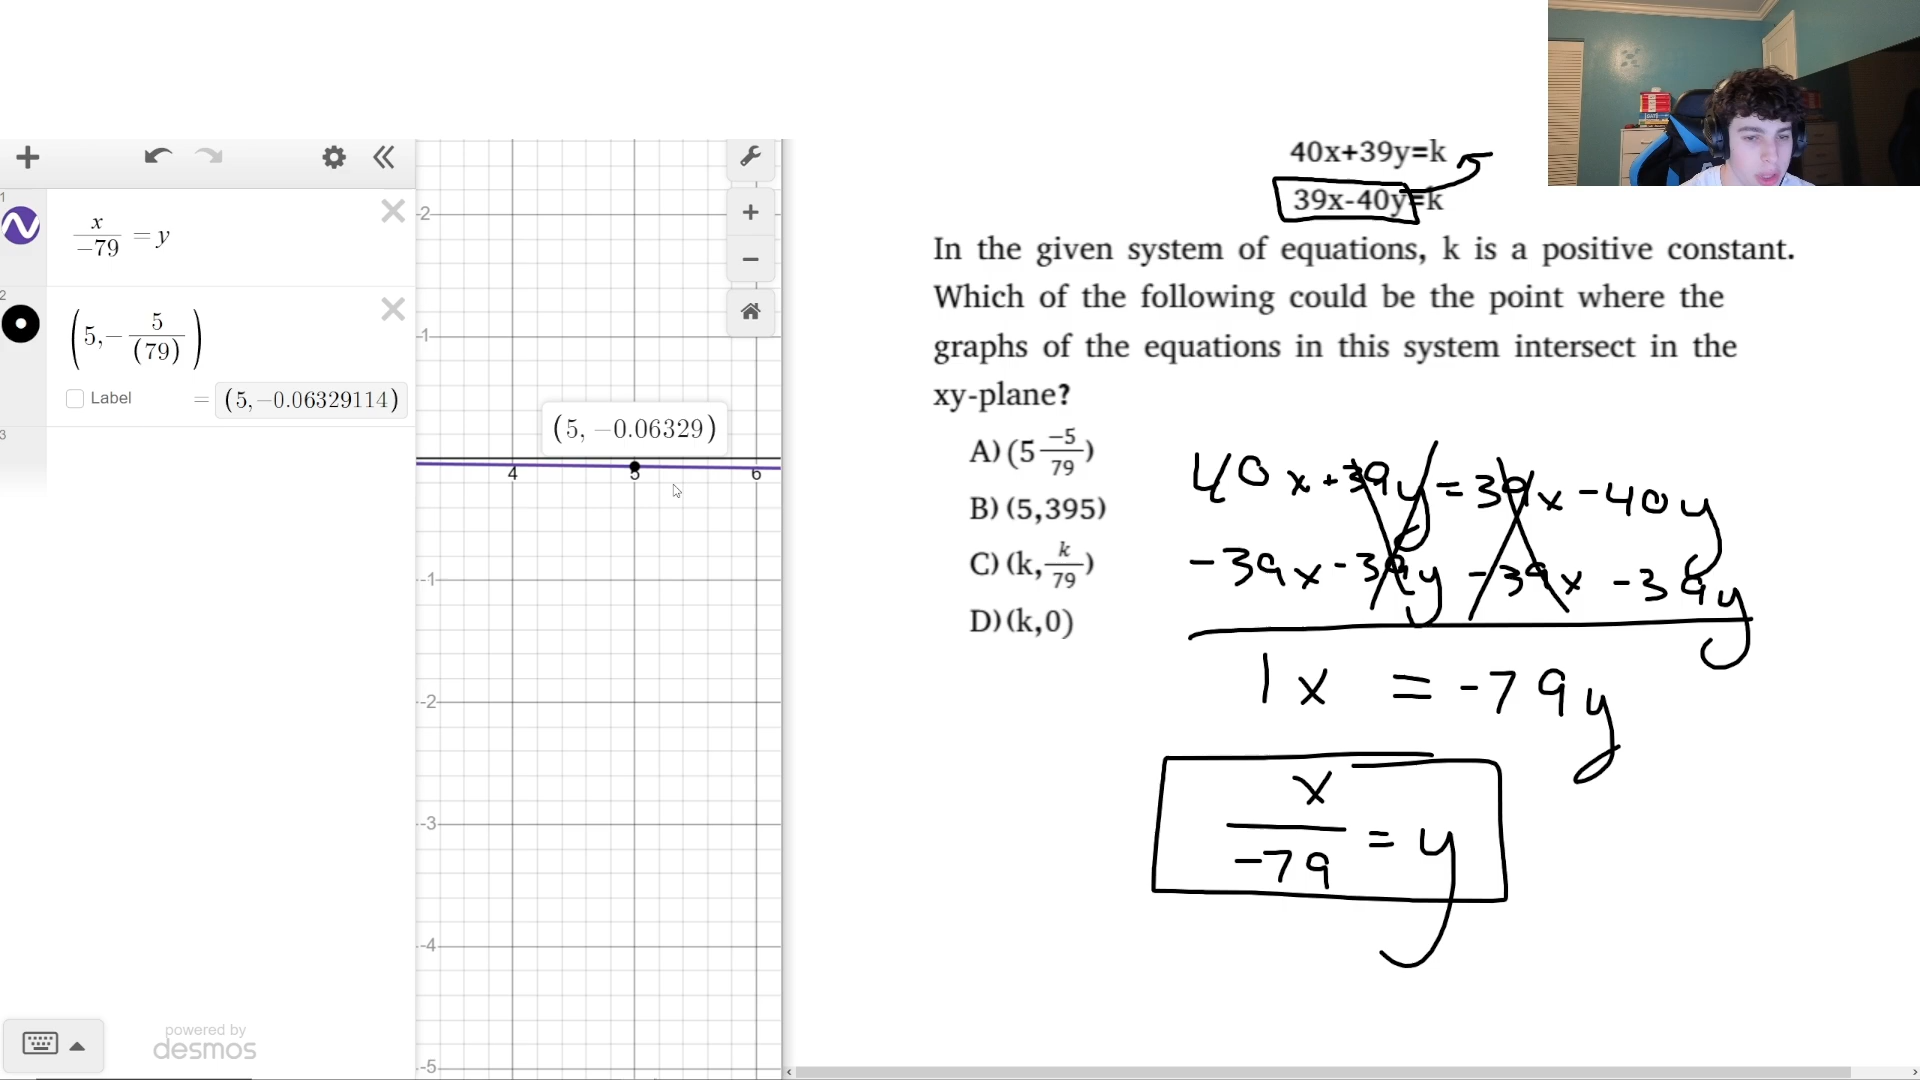 40x+39y=k
39x-40y=k
In the given system of equations, k is a positive constant.
Which of the following could be the point where the
graphs of the equations in this system intersect in the
xy-plane?
A) (5 -5/79)
B) (5,395)
C) (k, k/79)
D) (k,0)
40x+39y=39x-40y
-39x-39y -39x -39y
1x = -79y
x/-79 = y
1
x/-79 = y
2
(5,- 5/(79))
Label
= (5,-0.06329114)
3
powered by
desmos
2
1
(5, -0.06329)
4 5 6
-1
-2
-3
-4
-5